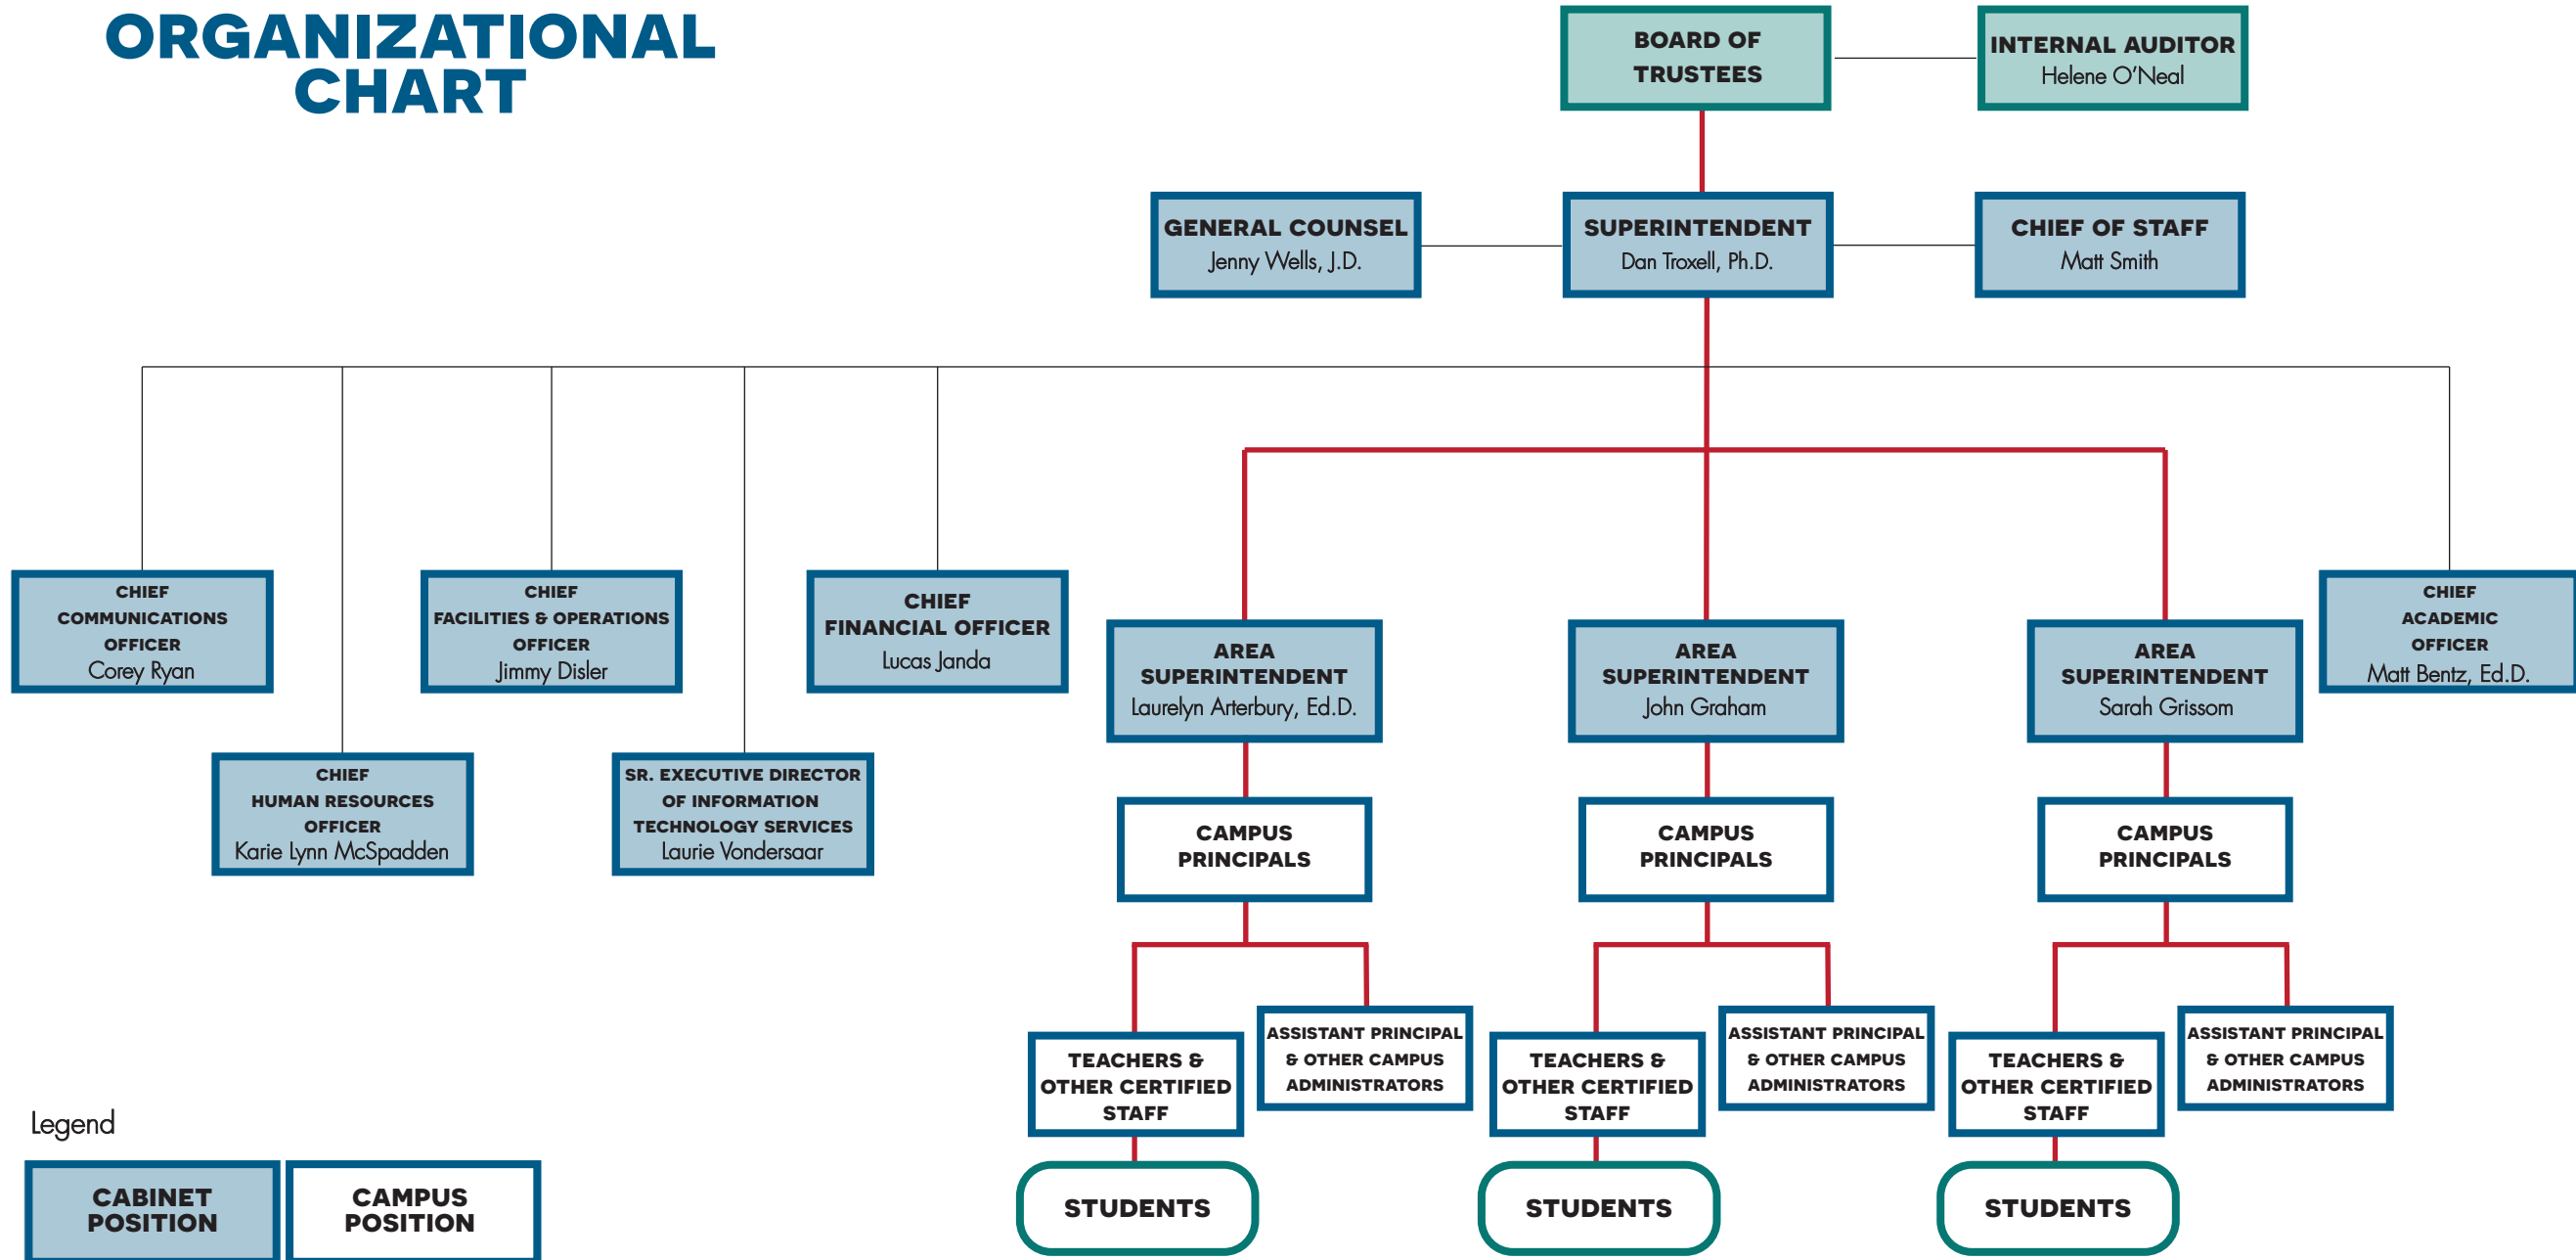 ORGANIZATIONAL
CHART
BOARD OF
TRUSTEES
INTERNAL AUDITOR
Helene O'Neal
GENERAL COUNSEL
Jenny Wells, J.D.
SUPERINTENDENT
Dan Troxell, Ph.D.
CHIEF OF STAFF
Matt Smith
CHIEF
COMMUNICATIONS
OFFICER
Corey Ryan
CHIEF
FACILITIES & OPERATIONS
OFFICER
Jimmy Disler
CHIEF
FINANCIAL OFFICER
Lucas Janda
AREA
SUPERINTENDENT
Laurelyn Arterbury, Ed.D.
AREA
SUPERINTENDENT
John Graham
AREA
SUPERINTENDENT
Sarah Grissom
CHIEF
ACADEMIC
OFFICER
Matt Bentz, Ed.D.
CHIEF
HUMAN RESOURCES
OFFICER
Karie Lynn McSpadden
SR. EXECUTIVE DIRECTOR
OF INFORMATION
TECHNOLOGY SERVICES
Laurie Vondersaar
CAMPUS
PRINCIPALS
CAMPUS
PRINCIPALS
CAMPUS
PRINCIPALS
TEACHERS &
OTHER CERTIFIED
STAFF
ASSISTANT PRINCIPAL
& OTHER CAMPUS
ADMINISTRATORS
TEACHERS &
OTHER CERTIFIED
STAFF
ASSISTANT PRINCIPAL
& OTHER CAMPUS
ADMINISTRATORS
TEACHERS &
OTHER CERTIFIED
STAFF
ASSISTANT PRINCIPAL
& OTHER CAMPUS
ADMINISTRATORS
STUDENTS
STUDENTS
STUDENTS
Legend
CABINET
POSITION
CAMPUS
POSITION